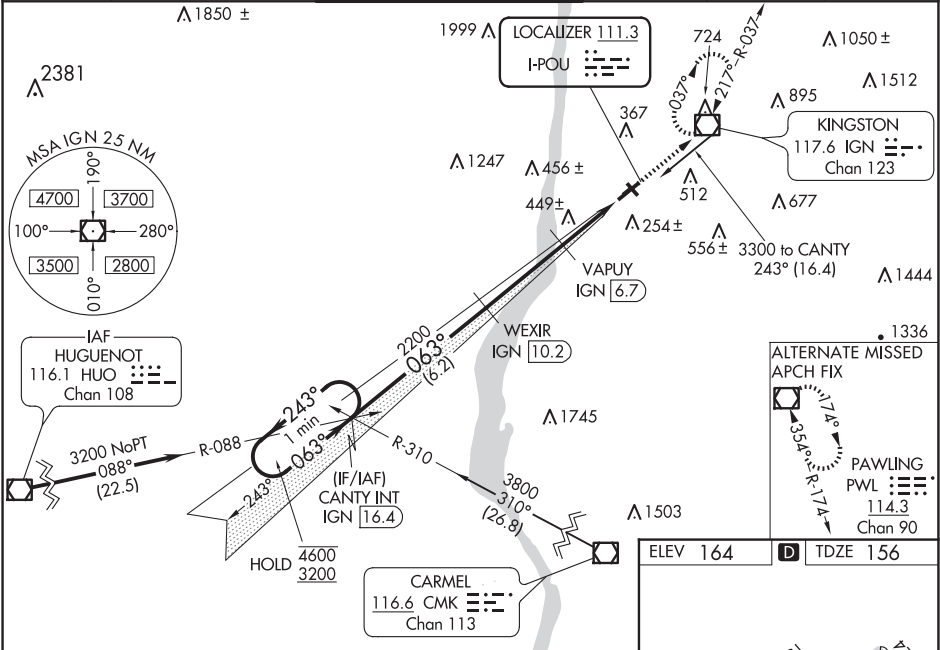 1850 ±
1999
LOCALIZER 111.3
I-POU
724
R-037
217°
037°
1050 ±
2381
1512
895
367
KINGSTON
117.6 IGN
Chan 123
MSA IGN 25 NM
190°
4700
3700
100°
280°
3500
2800
010°
1247
456 ±
449±
512
677
254 ±
556±
3300 to CANTY
243° (16.4)
VAPUY
IGN 6.7
1444
WEXIR
IGN 10.2
2200
063°
(6.2)
1336
IAF
HUGUENOT
116.1 HUO
Chan 108
ALTERNATE MISSED
APCH FIX
174°
354°
R-174
PAWLING
PWL
114.3
Chan 90
243°
1 min
063°
3200 NoPT
088°
(22.5)
R-088
1745
R-310
243°
(IF/IAF)
CANTY INT
IGN 16.4
3800
310°
(26.8)
1503
HOLD
4600
3200
ELEV 164
D
TDZE 156
CARMEL
116.6 CMK
Chan 113